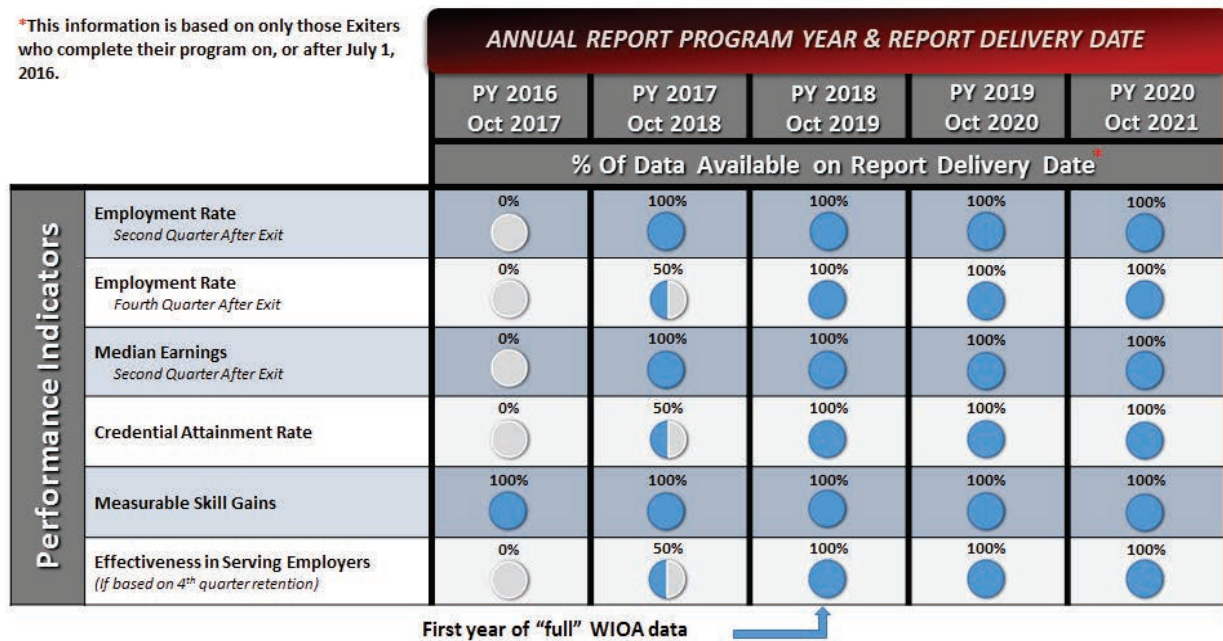 *This information is based on only those Exiters
who complete their program on, or after July 1,
2016.
ANNUAL REPORT PROGRAM YEAR & REPORT DELIVERY DATE
PY 2016 PY 2017 PY 2018 PY 2019 PY 2020
Oct 2017 Oct 2018 Oct 2019 Oct 2020 Oct 2021
% Of Data Available on Report Delivery Date*
Performance Indicators
Employment Rate
Second Quarter After Exit
0% 100% 100% 100% 100%
Employment Rate
Fourth Quarter After Exit
0% 50% 100% 100% 100%
Median Earnings
Second Quarter After Exit
0% 100% 100% 100% 100%
Credential Attainment Rate
0% 50% 100% 100% 100%
Measurable Skill Gains
100% 100% 100% 100% 100%
Effectiveness in Serving Employers
(If based on 4th quarter retention)
0% 50% 100% 100% 100%
First year of “full” WIOA data